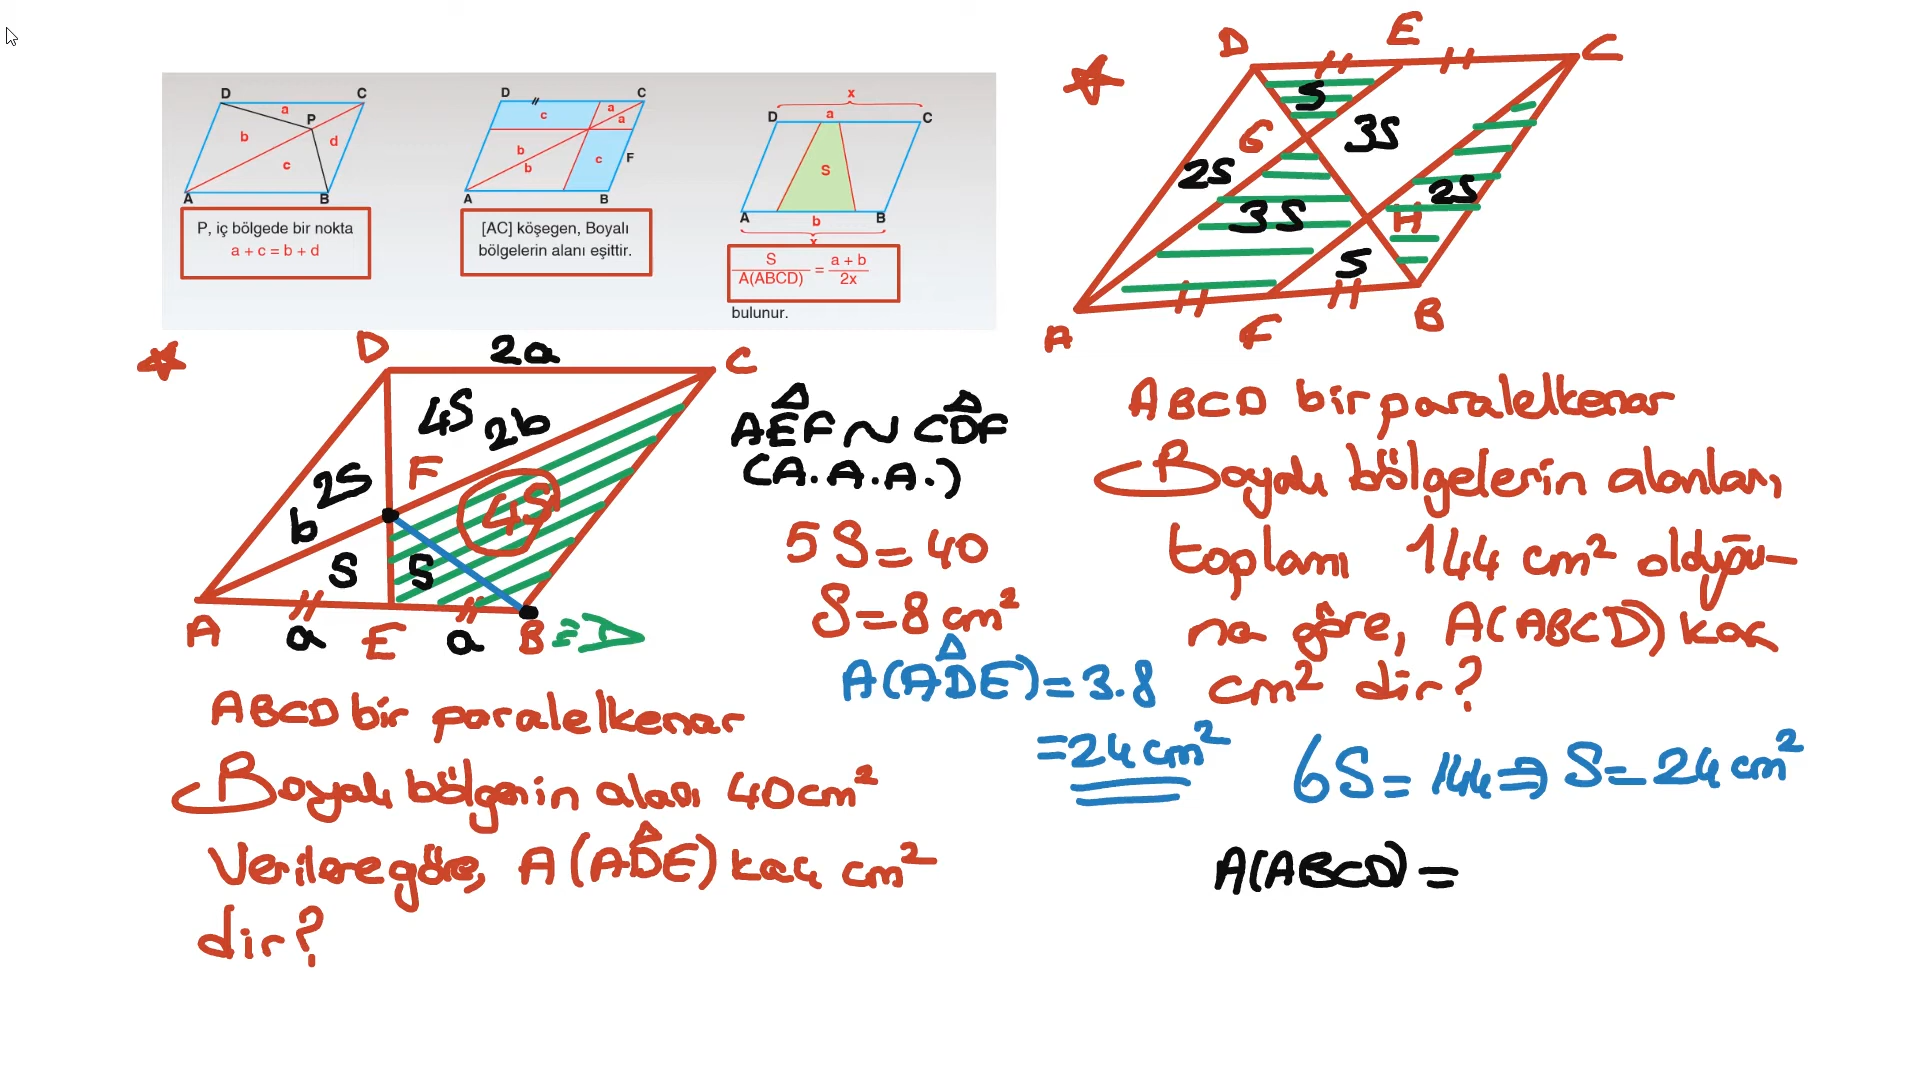 D C
a
P
b d
c
A B
P, iç bölgede bir nokta
a + c = b + d
D C
c a
a
b
b c F
A B
[AC] köşegen, Boyalı
bölgelerin alanı eşittir.
x
D a C
S
A b B
x
S / A(ABCD) = a + b / 2x
bulunur.
D E C
S
G 3S
2S 2S
3S H
S
A F B
ABCD bir paralelkenar
Boyalı bölgelerin alanları
toplamı 144 cm² olduğu-
na göre, A(ABCD) kaç
cm² dir?
6S = 144 ⇒ S = 24 cm²
A(ABCD) =
D 2a C
4S
2b
2S F
b 4S
S S
A a E a B
AEF ~ CDF
(A.A.A.)
5S = 40
S = 8 cm²
A(ADE) = 3.8
= 24 cm²
ABCD bir paralelkenar
Boyalı bölgenin alanı 40cm²
Verilere göre, A(ADE) kaç cm²
dir?